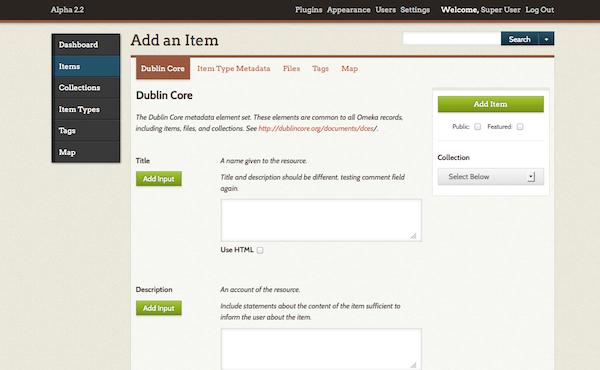 Alpha 2.2
Plugins Appearance Users Settings Welcome, Super User Log Out
Dashboard
Items
Collections
Item Types
Tags
Map
Add an Item
Search
Dublin Core Item Type Metadata Files Tags Map
Dublin Core
The Dublin Core metadata element set. These elements are common to all Omeka records,
including items, files, and collections. See http://dublincore.org/documents/dces/.
Title
Add Input
A name given to the resource.
Title and description should be different. testing comment field
again.
Use HTML
Description
Add Input
An account of the resource.
Include statements about the content of the item sufficient to
inform the user about the item.
Add Item
Public: Featured:
Collection
Select Below